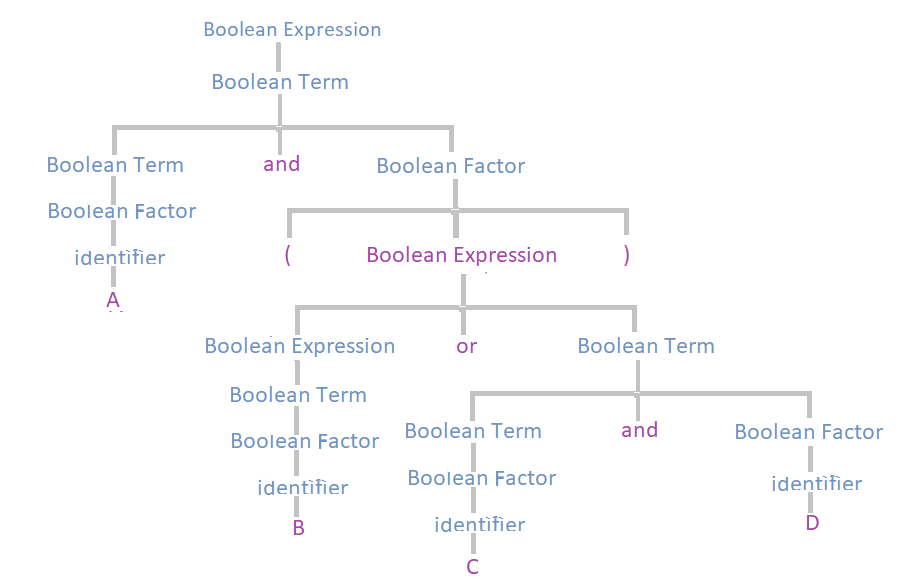 Boolean Expression
Boolean Term
Boolean Term and Boolean Factor
Boolean Factor
identifier ( Boolean Expression )
A
Boolean Expression or Boolean Term
Boolean Term
Boolean Term and Boolean Factor
Boolean Factor
Boolean Factor
identifier identifier
B D
identifier
C